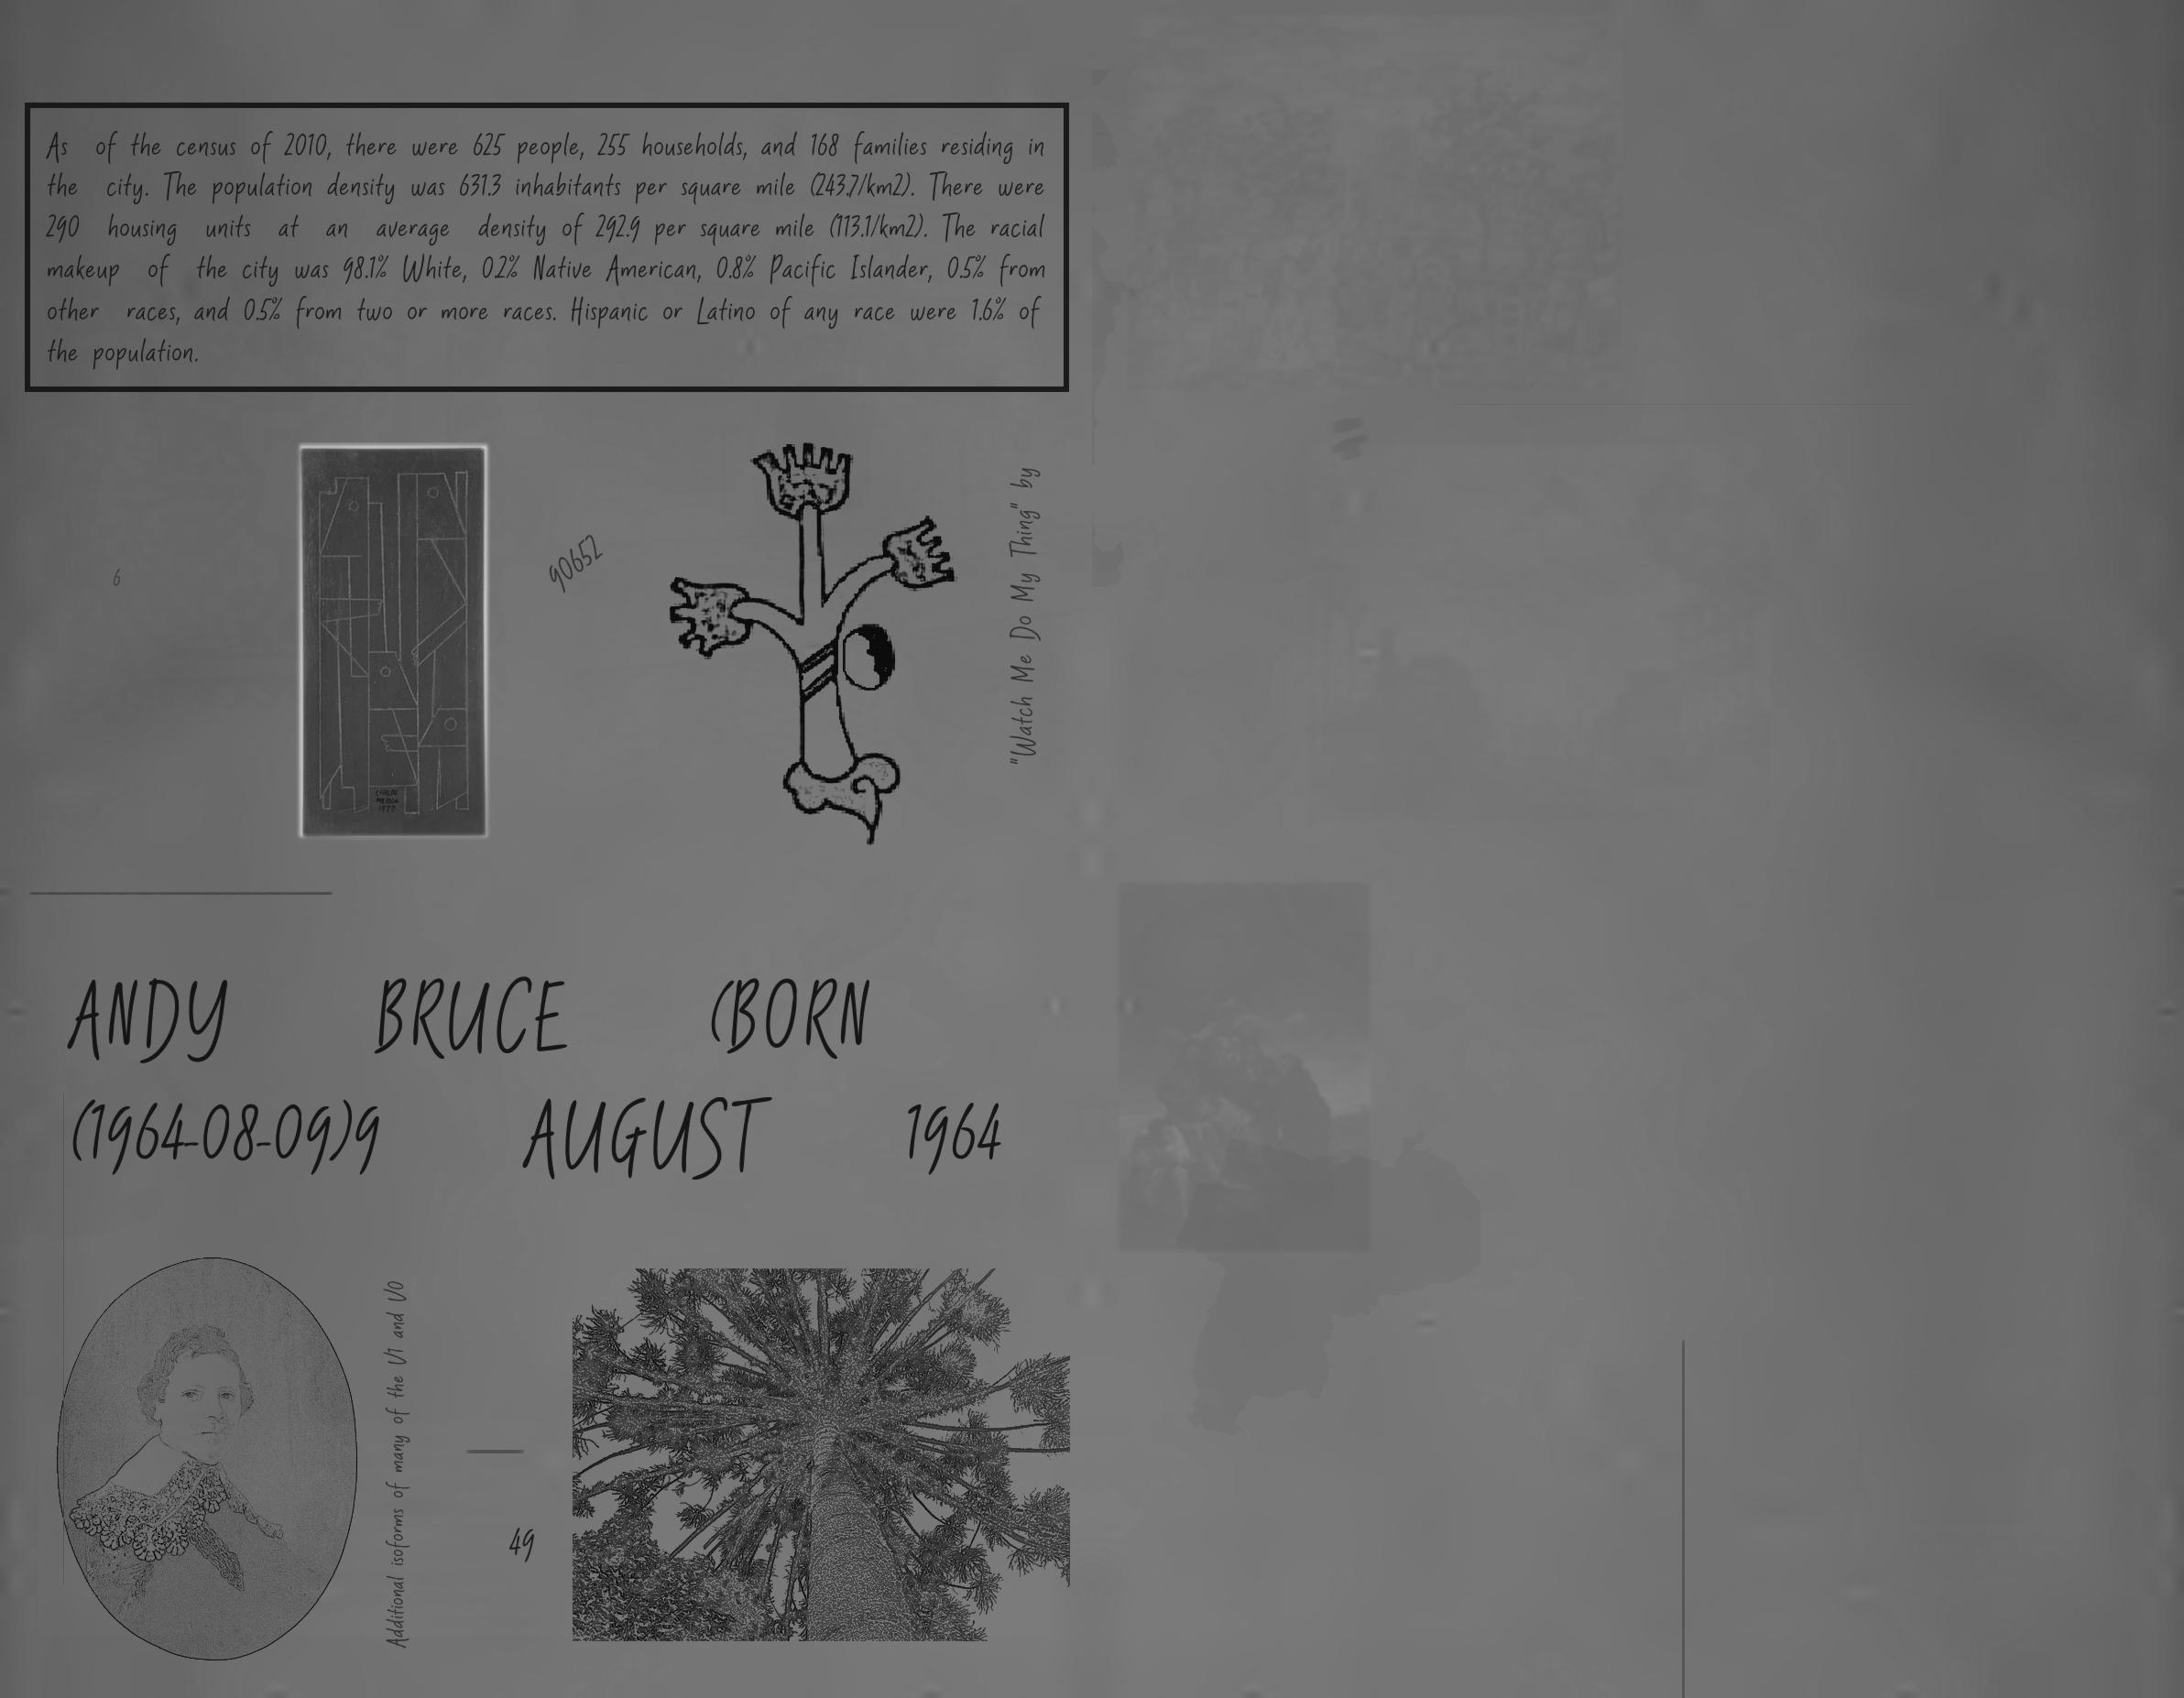 As of the census of 2010, there were 625 people, 255 households, and 168 families residing in
the city. The population density was 631.3 inhabitants per square mile (243.7/km2). There were
290 housing units at an average density of 292.9 per square mile (113.1/km2). The racial
makeup of the city was 98.1% White, 0.2% Native American, 0.8% Pacific Islander, 0.5% from
other races, and 0.5% from two or more races. Hispanic or Latino of any race were 1.6% of
the population.
6
90652
"Watch Me Do My Thing" by
ANDY BRUCE (BORN
(1964-08-09)9 AUGUST 1964
Additional isoforms of many of the V1 and V0
49